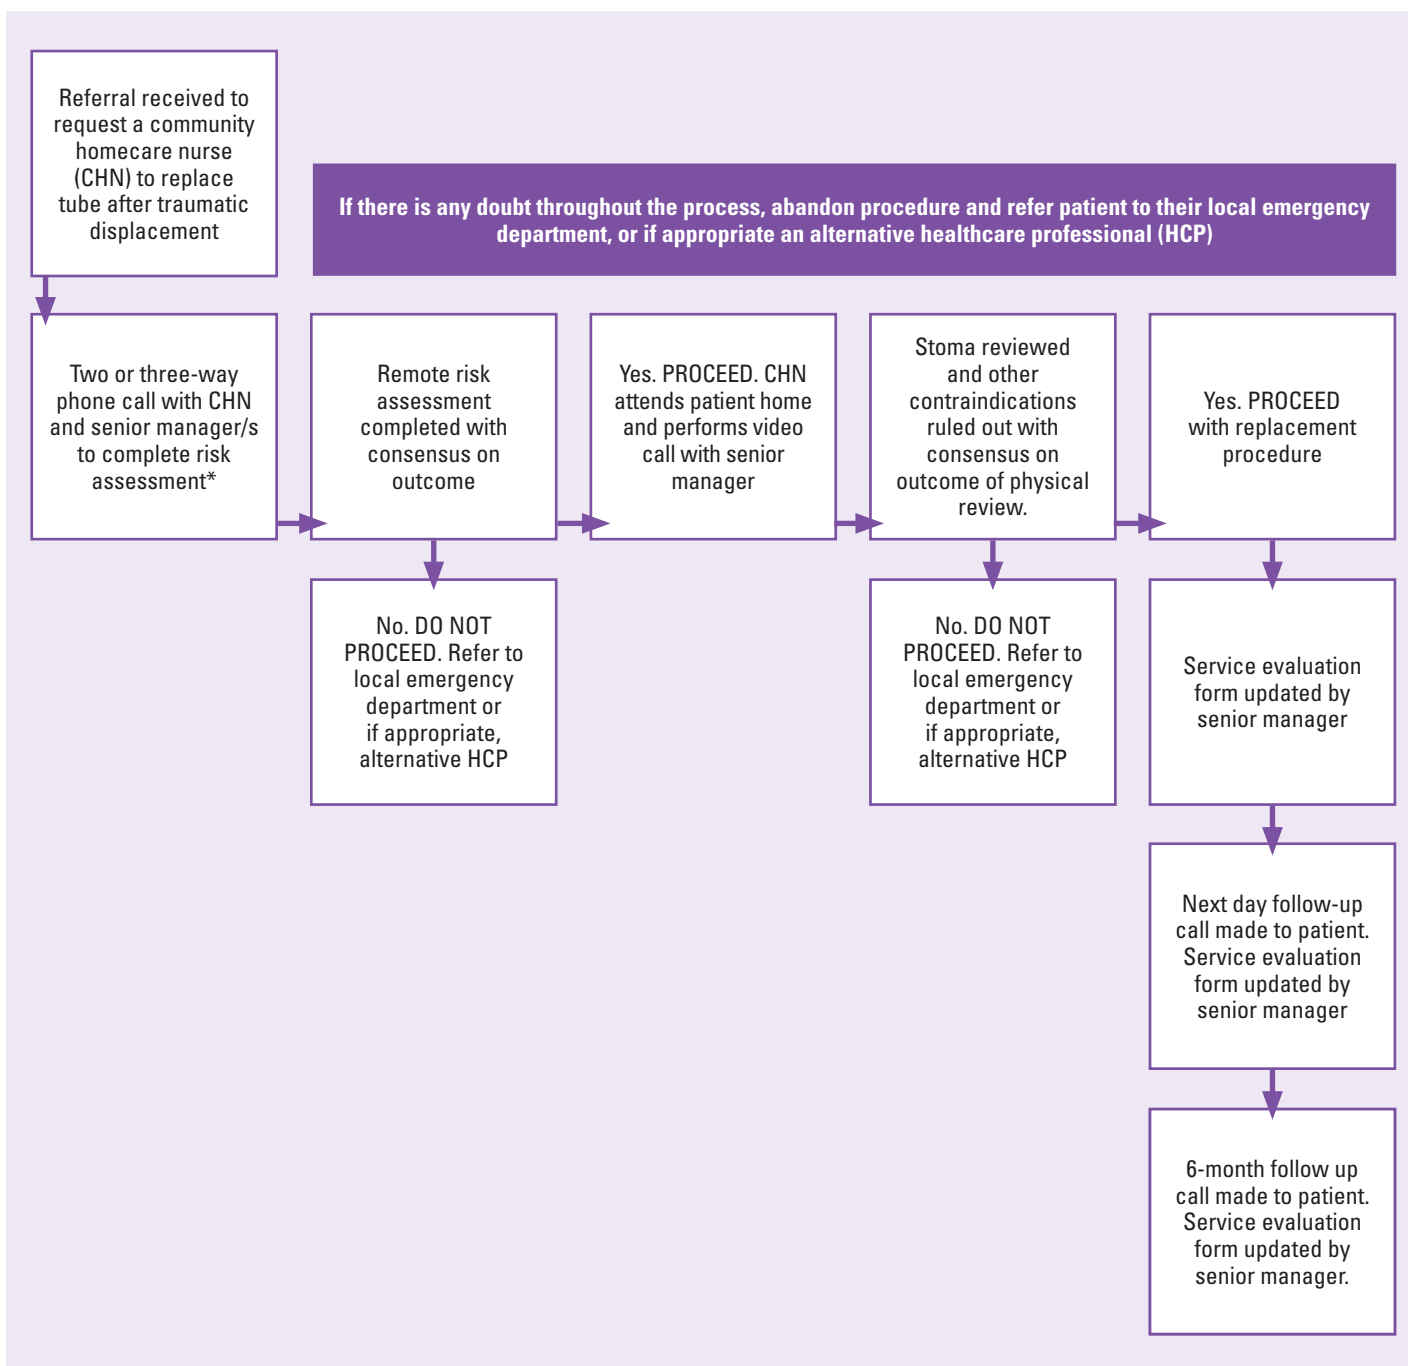 Referral received to
request a community
homecare nurse
(CHN) to replace
tube after traumatic
displacement
If there is any doubt throughout the process, abandon procedure and refer patient to their local emergency
department, or if appropriate an alternative healthcare professional (HCP)
Two or three-way
phone call with CHN
and senior manager/s
to complete risk
assessment*
Remote risk
assessment
completed with
consensus on
outcome
Yes. PROCEED. CHN
attends patient home
and performs video
call with senior
manager
Stoma reviewed
and other
contraindications
ruled out with
consensus on
outcome of physical
review.
Yes. PROCEED
with replacement
procedure
No. DO NOT
PROCEED. Refer to
local emergency
department or
if appropriate,
alternative HCP
No. DO NOT
PROCEED. Refer to
local emergency
department or
if appropriate,
alternative HCP
Service evaluation
form updated by
senior manager
Next day follow-up
call made to patient.
Service evaluation
form updated by
senior manager
6-month follow up
call made to patient.
Service evaluation
form updated by
senior manager.